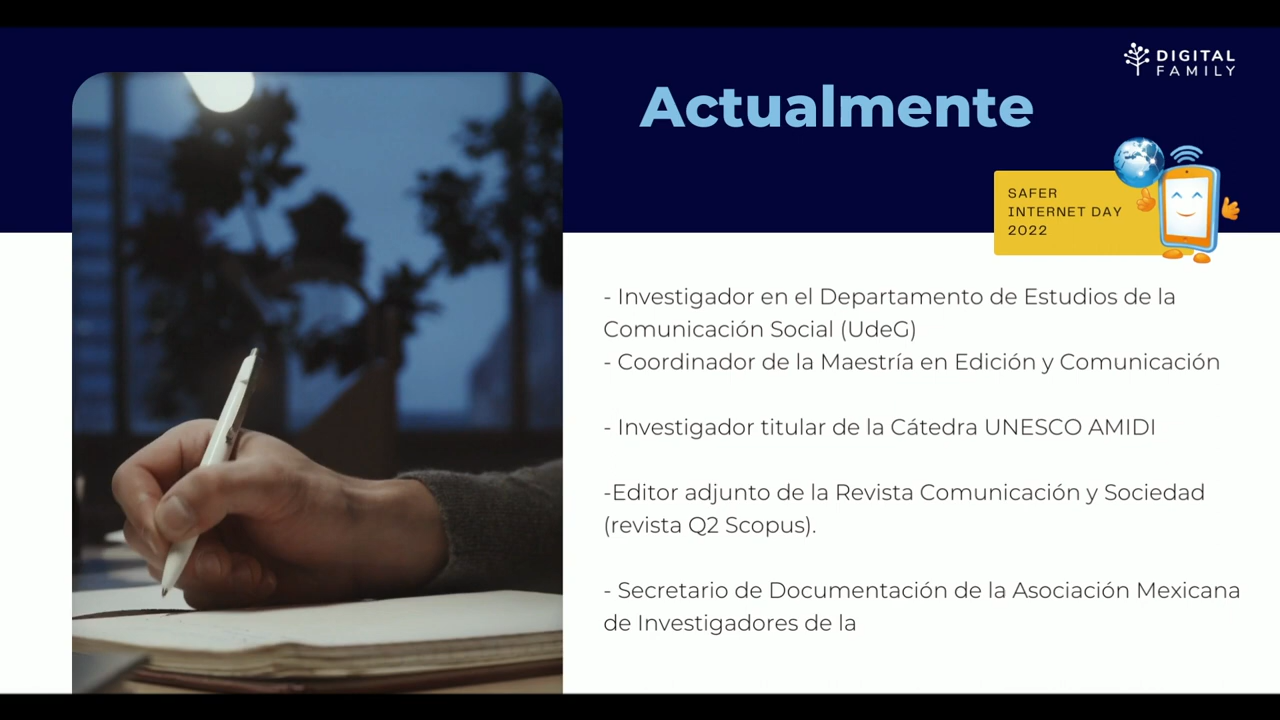 DIGITAL
FAMILY
Actualmente
SAFER
INTERNET DAY
2022
- Investigador en el Departamento de Estudios de la
Comunicación Social (UdeG)
- Coordinador de la Maestría en Edición y Comunicación
- Investigador titular de la Cátedra UNESCO AMIDI
-Editor adjunto de la Revista Comunicación y Sociedad
(revista Q2 Scopus).
- Secretario de Documentación de la Asociación Mexicana
de Investigadores de la